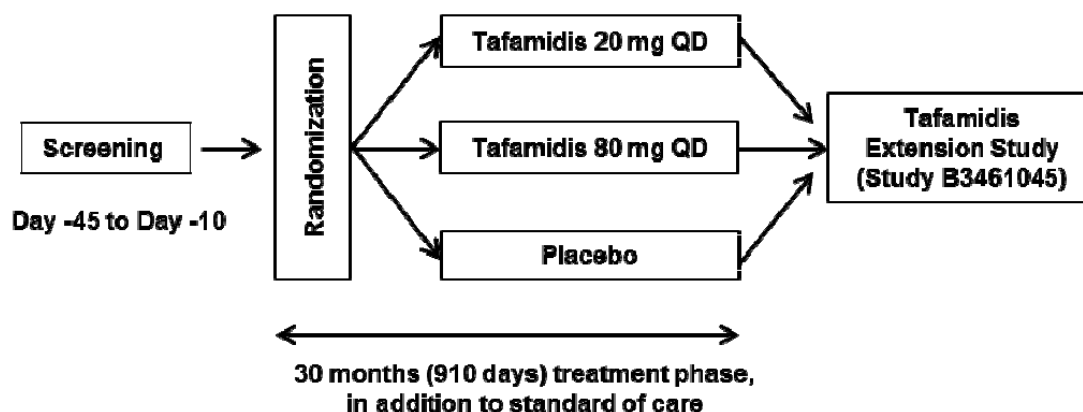 Screening
Day -45 to Day -10
Randomization
Tafamidis 20 mg QD
Tafamidis 80 mg QD
Placebo
Tafamidis
Extension Study
(Study B3461045)
30 months (910 days) treatment phase,
in addition to standard of care